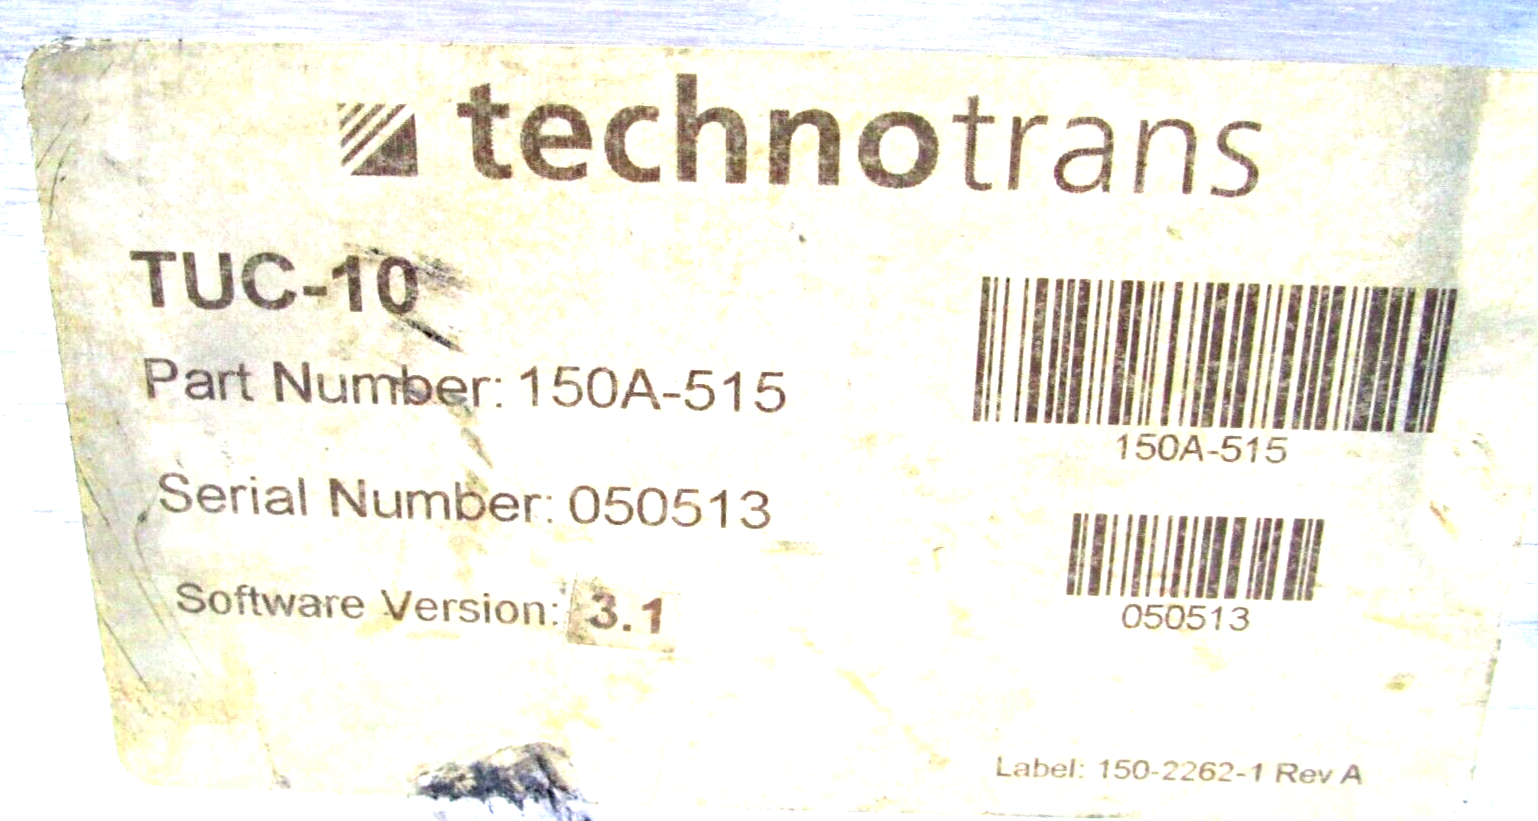 technotrans
TUC-10
Part Number: 150A-515
150A-515
Serial Number: 050513
050513
Software Version: 3.1
Label: 150-2262-1 Rev A